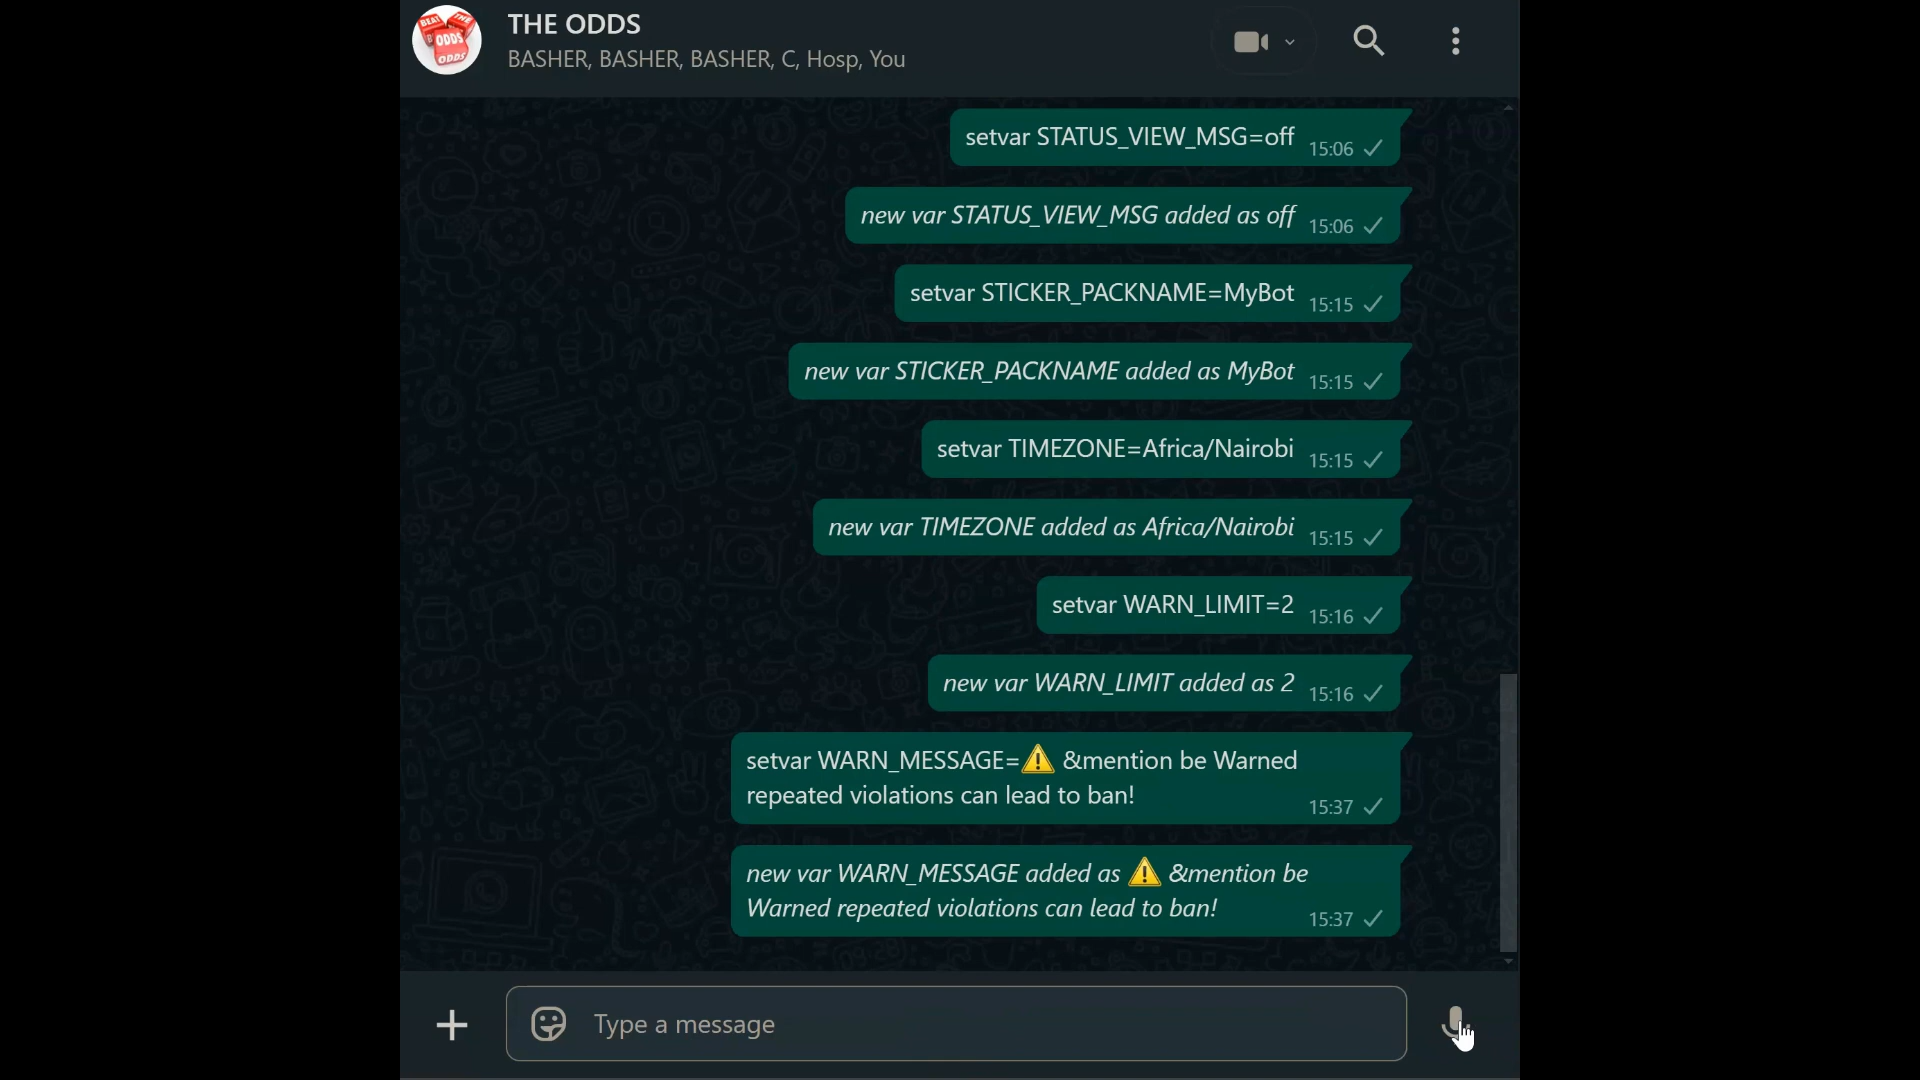 BEAT THE
ODDS
ODDS
THE ODDS
BASHER, BASHER, BASHER, C, Hosp, You
setvar STATUS_VIEW_MSG=off
15:06
new var STATUS_VIEW_MSG added as off
15:06
setvar STICKER_PACKNAME=MyBot
15:15
new var STICKER_PACKNAME added as MyBot
15:15
setvar TIMEZONE=Africa/Nairobi
15:15
new var TIMEZONE added as Africa/Nairobi
15:15
setvar WARN_LIMIT=2
15:16
new var WARN_LIMIT added as 2
15:16
setvar WARN_MESSAGE=⚠️ &mention be Warned
repeated violations can lead to ban!
15:37
new var WARN_MESSAGE added as ⚠️ &mention be
Warned repeated violations can lead to ban!
15:37
Type a message